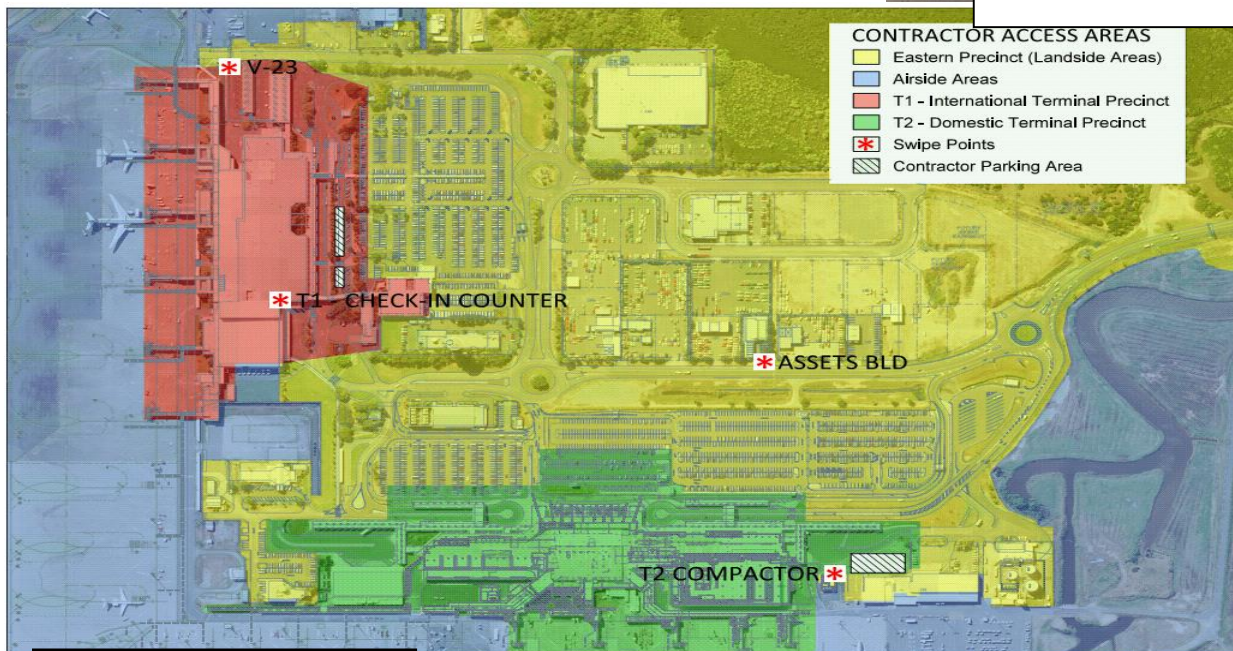 CONTRACTOR ACCESS AREAS
Eastern Precinct (Landside Areas)
Airside Areas
T1 - International Terminal Precinct
T2 - Domestic Terminal Precinct
Swipe Points
Contractor Parking Area
V-23
T1 - CHECK-IN COUNTER
ASSETS BLD
T2 COMPACTOR